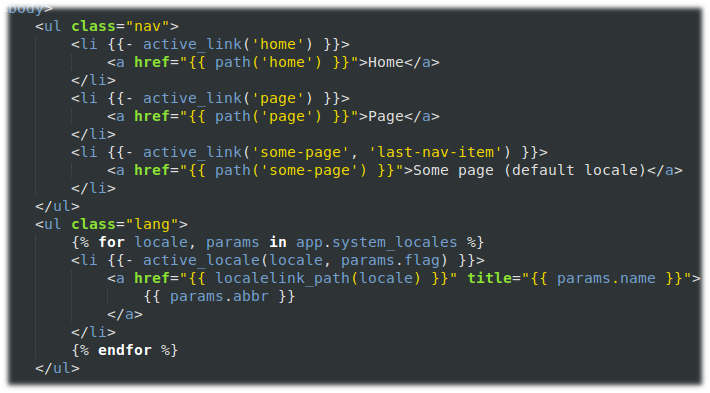 body>
<ul class="nav">
<li {{- active_link('home') }}>
<a href="{{ path('home') }}">Home</a>
</li>
<li {{- active_link('page') }}>
<a href="{{ path('page') }}">Page</a>
</li>
<li {{- active_link('some-page', 'last-nav-item') }}>
<a href="{{ path('some-page') }}">Some page (default locale)</a>
</li>
</ul>
<ul class="lang">
{% for locale, params in app.system_locales %}
<li {{- active_locale(locale, params.flag) }}>
<a href="{{ localelink_path(locale) }}" title="{{ params.name }}">
{{ params.abbr }}
</a>
</li>
{% endfor %}
</ul>